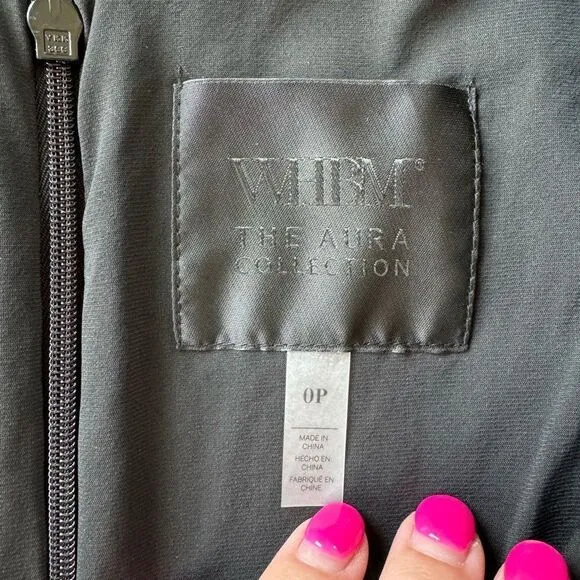 WHBM®
THE AURA
COLLECTION
0P
MADE IN
CHINA
HECHO EN
CHINA
FABRIQUÉ EN
CHINE